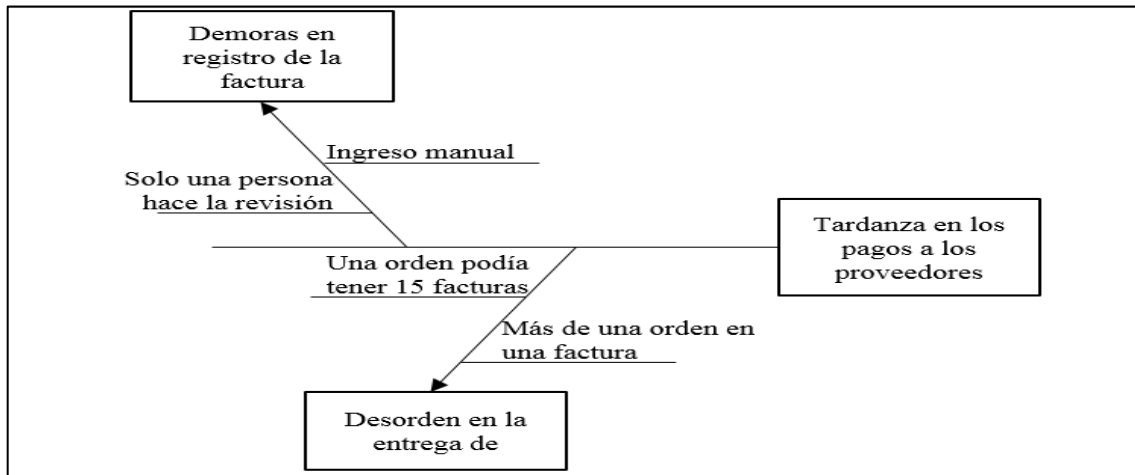 Demoras en
registro de la
factura
Ingreso manual
Solo una persona
hace la revisión
Tardanza en los
pagos a los
proveedores
Una orden podía
tener 15 facturas
Más de una orden en
una factura
Desorden en la
entrega de